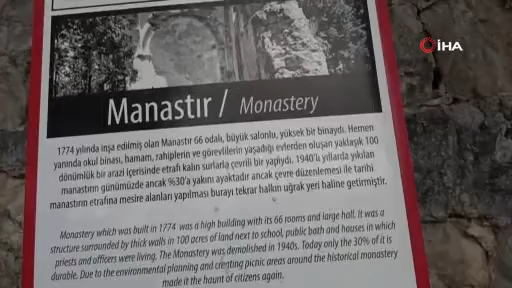 İHA
Manastır / Monastery
1774 yılında inşa edilmiş olan Manastır 66 odalı, büyük salonlu, yüksek bir binaydı. Hemen
yanında okul binası, hamam, rahiplerin ve görevlilerin yaşadığı evlerden oluşan yaklaşık 100
dönümlük bir arazi içerisinde etrafı kalın surlarla çevrili bir yapıydı. 1940'lı yıllarda yıkılan
manastırın günümüzde ancak %30'a yakını ayaktadır ancak çevre düzenlemesi ile tarihi
manastırın etrafına mesire alanları yapılması burayı tekrar halkın uğrak yeri haline getirmiştir.
Monastery which was built in 1774 was a high building with its 66 rooms and large hall. It was a
structure surrounded by thick walls in 100 acres of land next to school, public bath and houses in which
priests and officers were living. The Monastery was demolished in 1940s. Today only the 30% of it is
durable. Due to the environmental planning and creating picnic areas around the historical monastery
made it the haunt of citizens again.